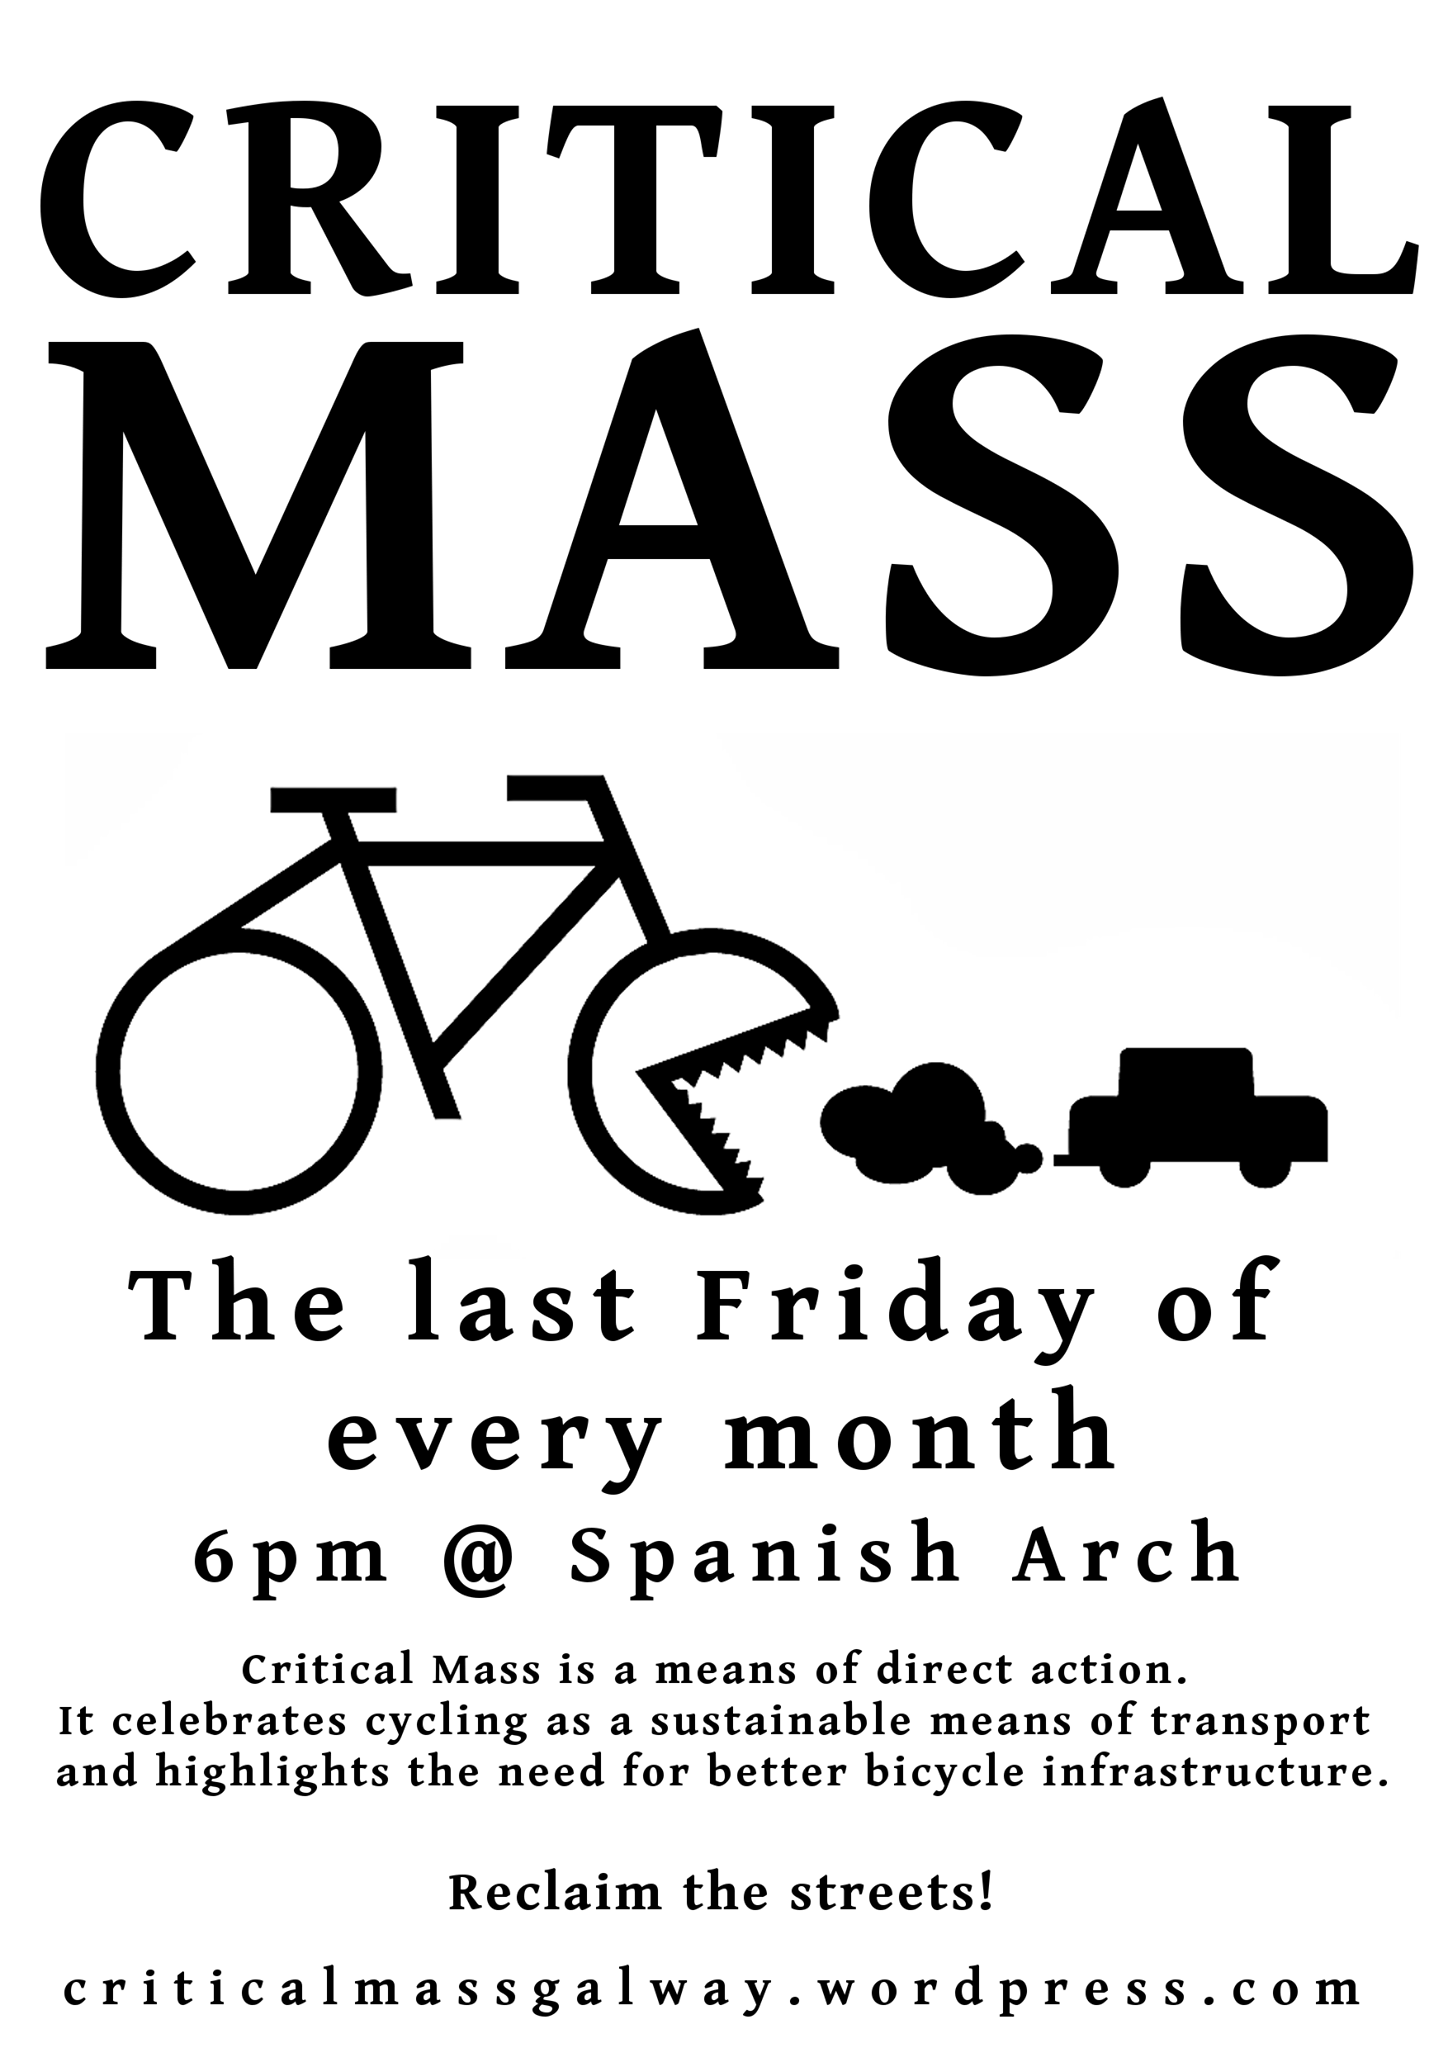 CRITICAL
MASS
The last Friday of
every month
6pm @ Spanish Arch
Critical Mass is a means of direct action.
It celebrates cycling as a sustainable means of transport
and highlights the need for better bicycle infrastructure.
Reclaim the streets!
criticalmassgalway.wordpress.com